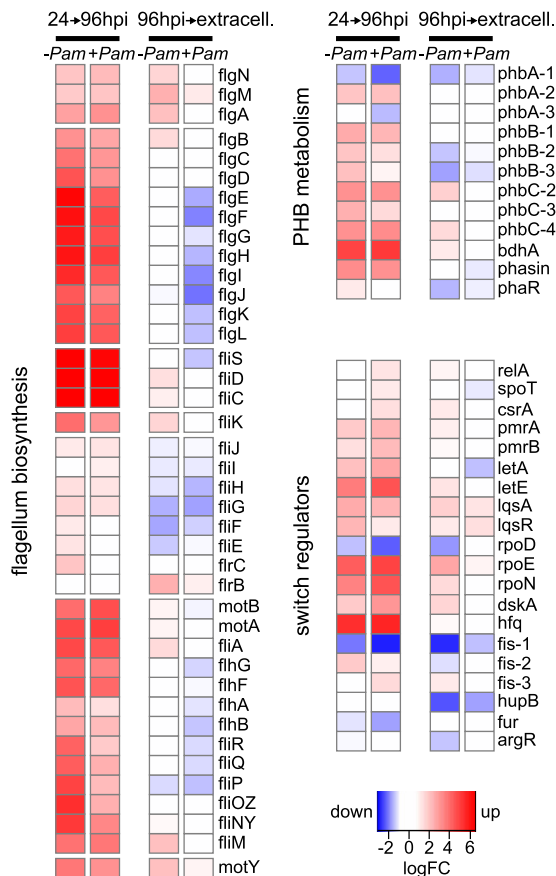 24→96hpi 96hpi→extracell.
-Pam +Pam -Pam +Pam
flagellum biosynthesis
flgN
flgM
flgA
flgB
flgC
flgD
flgE
flgF
flgG
flgH
flgI
flgJ
flgK
flgL
fliS
fliD
fliC
fliK
fliJ
fliI
fliH
fliG
fliF
fliE
flrC
flrB
motB
motA
fliA
flhG
flhF
flhA
flhB
fliR
fliQ
fliP
fliOZ
fliNY
fliM
motY
24→96hpi 96hpi→extracell.
-Pam +Pam -Pam +Pam
PHB metabolism
phbA-1
phbA-2
phbA-3
phbB-1
phbB-2
phbB-3
phbC-2
phbC-3
phbC-4
bdhA
phasin
phaR
switch regulators
relA
spoT
csrA
pmrA
pmrB
letA
letE
lqsA
lqsR
rpoD
rpoE
rpoN
dskA
hfq
fis-1
fis-2
fis-3
hupB
fur
argR
down up
-2 0 2 4 6
logFC